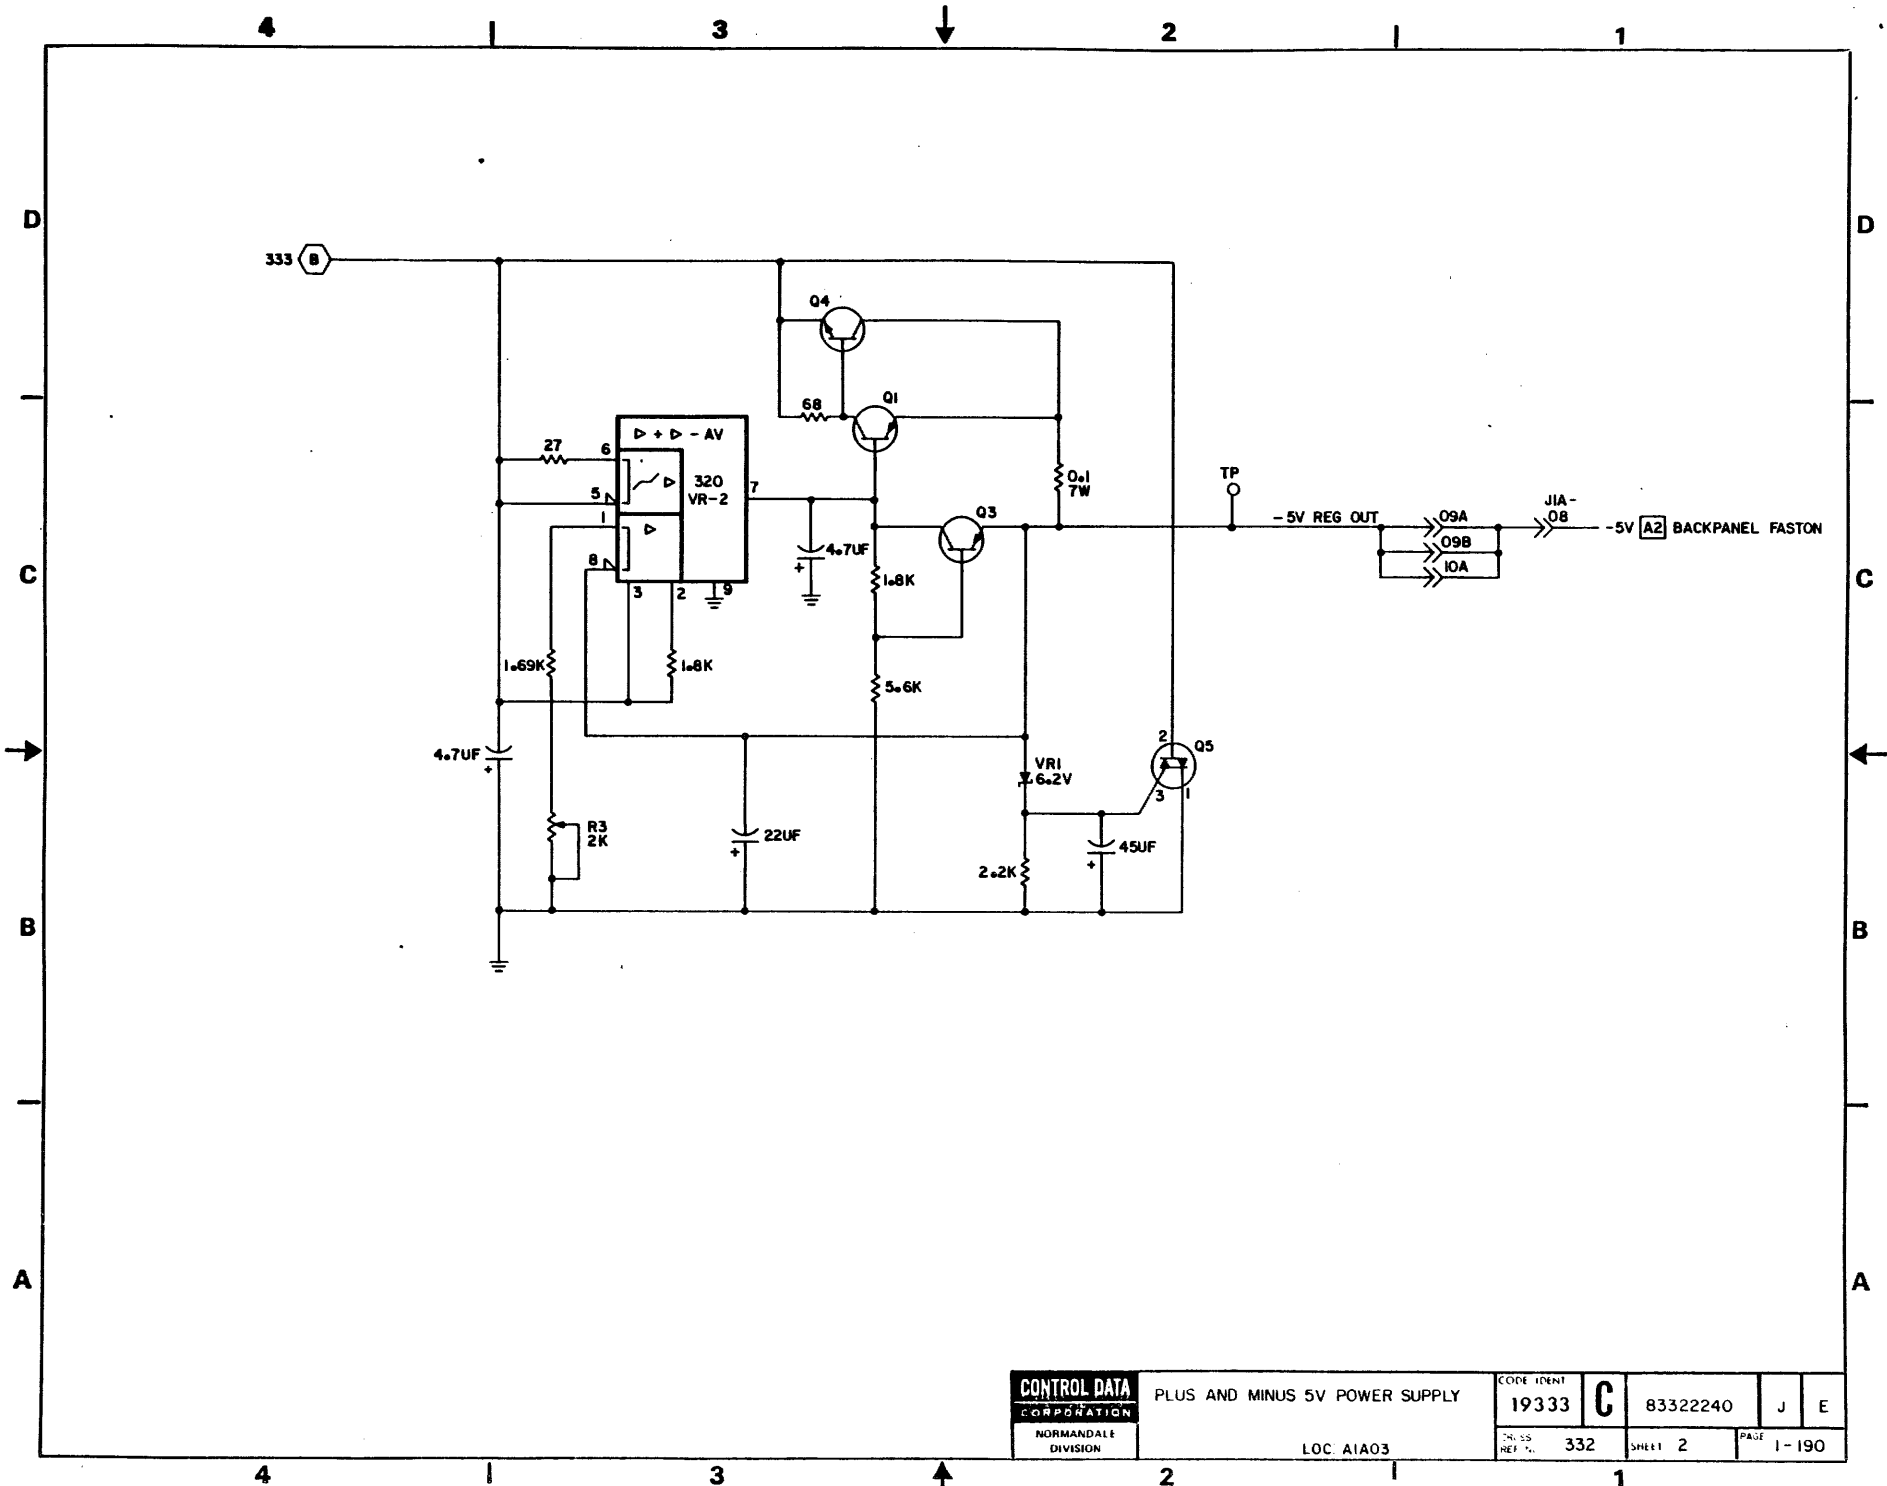 4 3 2 1
D D
333 B
Q4
68
Q1
▷ + ▷ - AV
27 6
320
VR-2
7
5
1
8
3 2 9
4.7UF
+
Q3
0.1
7W
TP
-5V REG OUT
09A
09B
10A
J1A-
08
-5V A2 BACKPANEL FASTON
C C
1.8K
1.69K
1.8K
5.6K
4.7UF
+
VR1
6.2V
2
Q5
3
1
R3
2K
22UF
+
2.2K
45UF
+
B B
A A
CONTROL DATA
CORPORATION
NORMANDALE
DIVISION
PLUS AND MINUS 5V POWER SUPPLY
LOC. A1A03
CODE IDENT
19333
C
83322240
J
E
CROSS
REF N.
332
SHEET 2
PAGE
1-190
4 3 2 1